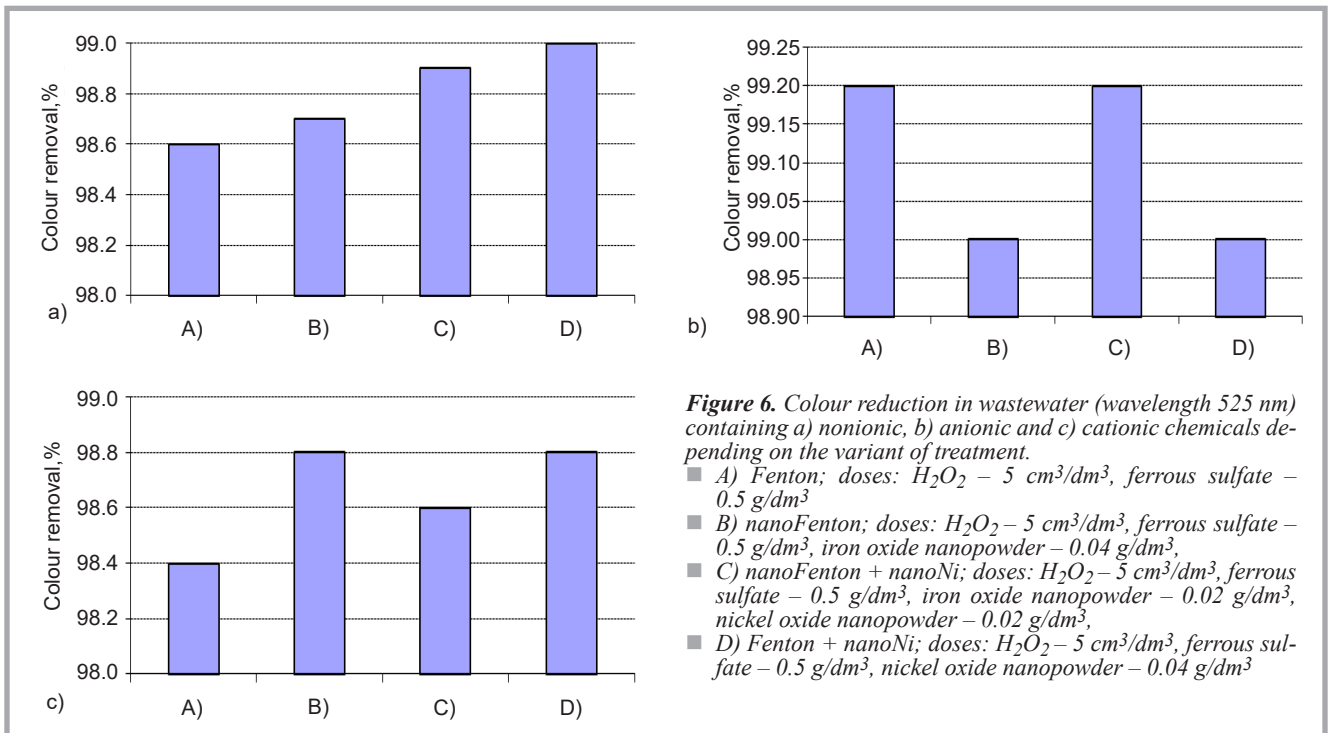 99.0
98.8
98.6
98.4
98.2
98.0
Colour removal,%
a)
A)
B)
C)
D)
99.25
99.20
99.15
99.10
99.05
99.00
98.95
98.90
Colour removal,%
b)
A)
B)
C)
D)
99.0
98.8
98.6
98.4
98.2
98.0
Colour removal,%
c)
A)
B)
C)
D)
Figure 6. Colour reduction in wastewater (wavelength 525 nm)
containing a) nonionic, b) anionic and c) cationic chemicals de-
pending on the variant of treatment.
■ A) Fenton; doses: H₂O₂ – 5 cm³/dm³, ferrous sulfate –
0.5 g/dm³
■ B) nanoFenton; doses: H₂O₂ – 5 cm³/dm³, ferrous sulfate –
0.5 g/dm³, iron oxide nanopowder – 0.04 g/dm³,
■ C) nanoFenton + nanoNi; doses: H₂O₂ – 5 cm³/dm³, ferrous
sulfate – 0.5 g/dm³, iron oxide nanopowder – 0.02 g/dm³,
nickel oxide nanopowder – 0.02 g/dm³,
■ D) Fenton + nanoNi; doses: H₂O₂ – 5 cm³/dm³, ferrous sul-
fate – 0.5 g/dm³, nickel oxide nanopowder – 0.04 g/dm³